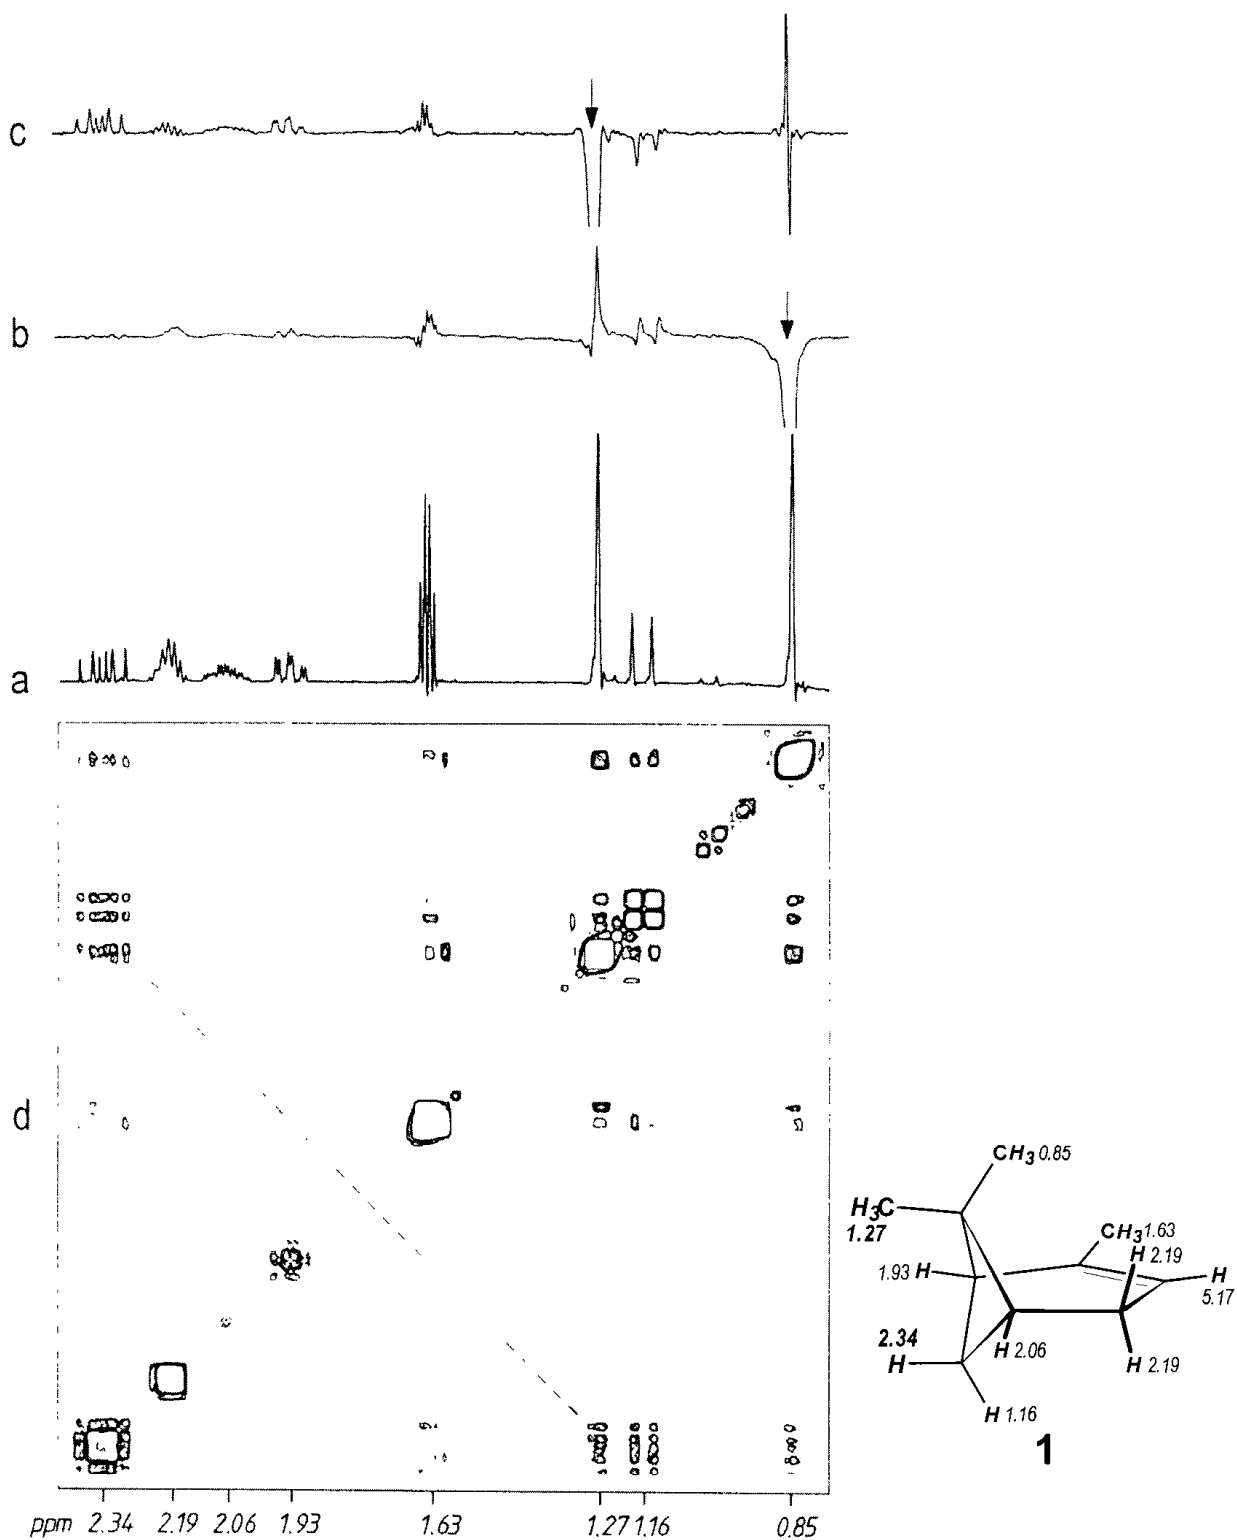 c
b
a
d
CH3 0.85
H3C
1.27
CH3 1.63
H 2.19
1.93 H
H
5.17
2.34
H
H 2.06
H 2.19
H 1.16
1
ppm 2.34 2.19 2.06 1.93 1.63 1.27 1.16 0.85